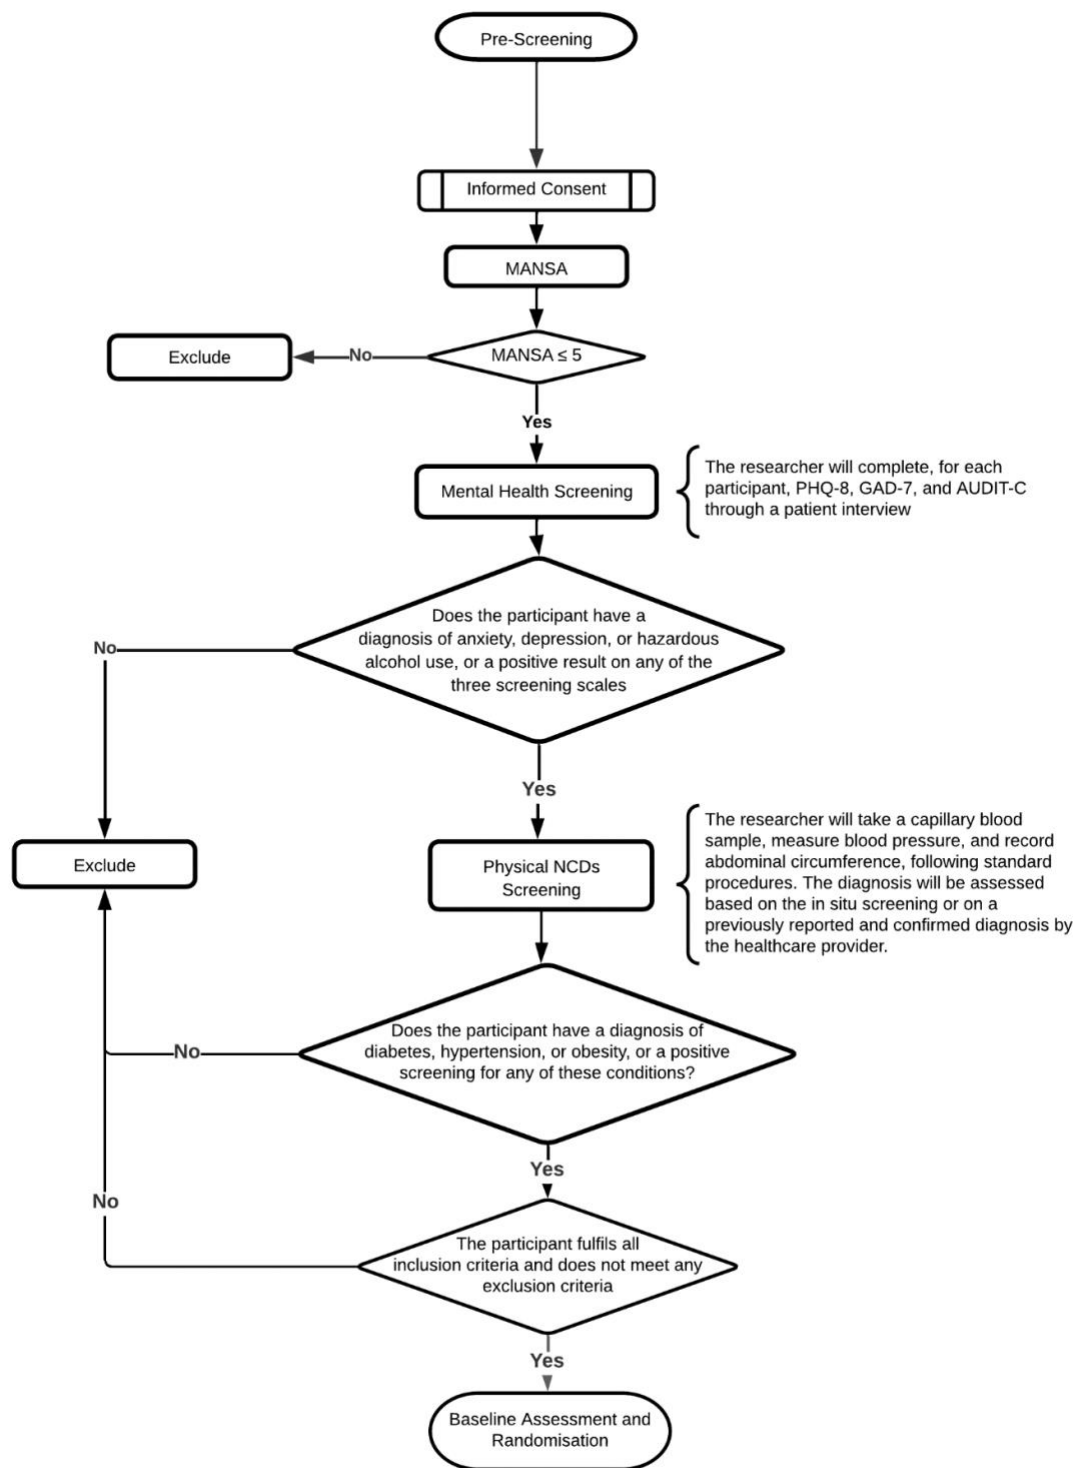 Pre-Screening
Informed Consent
MANSA
MANSA ≤ 5
No
Exclude
Yes
Mental Health Screening
The researcher will complete, for each
participant, PHQ-8, GAD-7, and AUDIT-C
through a patient interview
Does the participant have a
diagnosis of anxiety, depression, or hazardous
alcohol use, or a positive result on any of the
three screening scales
No
Yes
Exclude
Physical NCDs
Screening
The researcher will take a capillary blood
sample, measure blood pressure, and record
abdominal circumference, following standard
procedures. The diagnosis will be assessed
based on the in situ screening or on a
previously reported and confirmed diagnosis by
the healthcare provider.
Does the participant have a diagnosis of
diabetes, hypertension, or obesity, or a positive
screening for any of these conditions?
No
Yes
No
The participant fulfils all
inclusion criteria and does not meet any
exclusion criteria
Yes
Baseline Assessment and
Randomisation